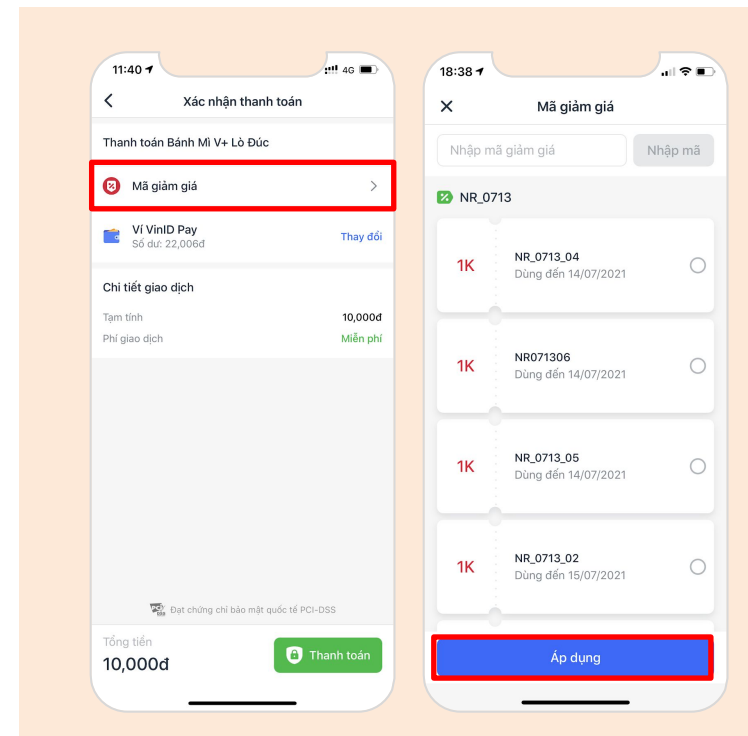 11:40
4G
Xác nhận thanh toán
Thanh toán Bánh Mì V+ Lò Đúc
Mã giảm giá
Ví VinID Pay
Số dư: 22,006đ
Thay đổi
Chi tiết giao dịch
Tạm tính
10,000đ
Phí giao dịch
Miễn phí
PCI DSS
Đạt chứng chỉ bảo mật quốc tế PCI-DSS
Tổng tiền
10,000đ
Thanh toán
18:38
Mã giảm giá
Nhập mã giảm giá
Nhập mã
NR_0713
1K
NR_0713_04
Dùng đến 14/07/2021
1K
NR071306
Dùng đến 14/07/2021
1K
NR_0713_05
Dùng đến 14/07/2021
1K
NR_0713_02
Dùng đến 15/07/2021
Áp dụng